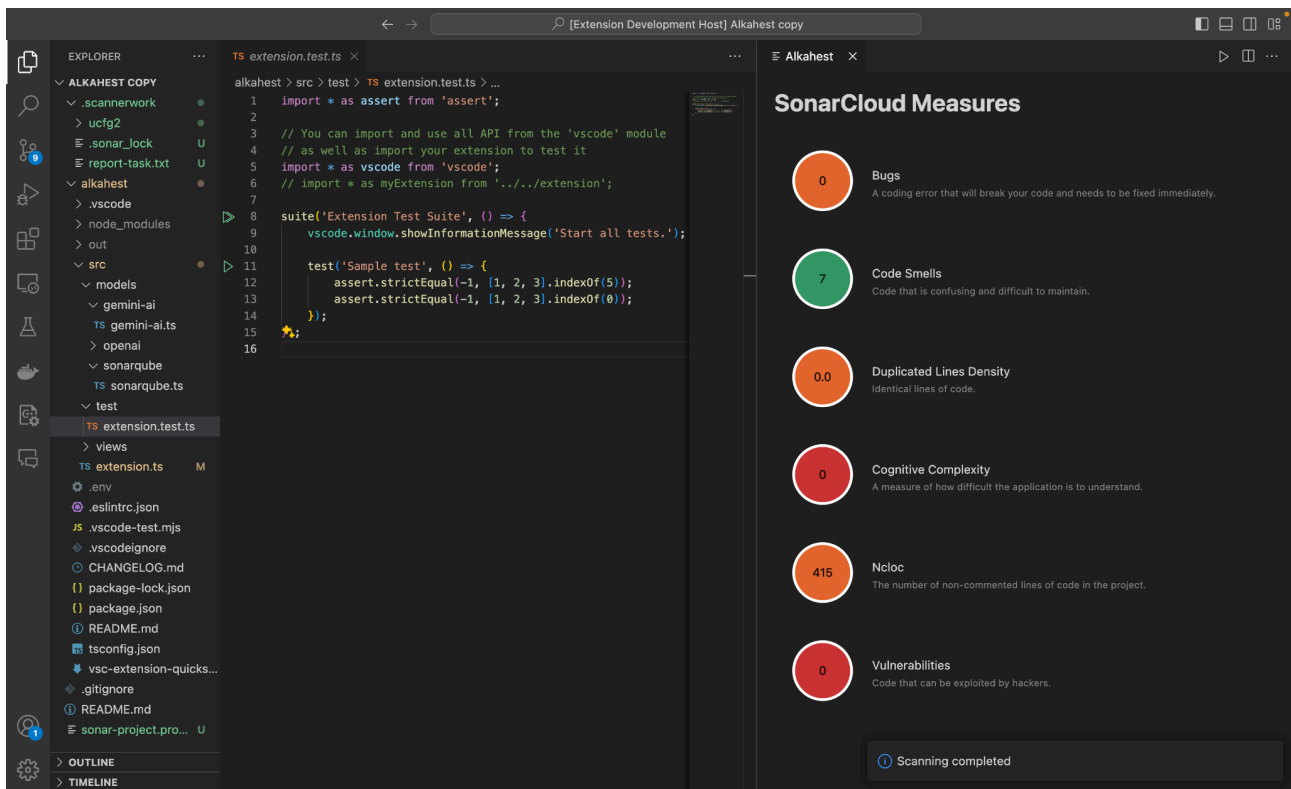 [Extension Development Host] Alkahest copy
EXPLORER
ALKAHEST COPY
.scannerwork
ucfg2
.sonar_lock U
report-task.txt U
alkahest
.vscode
node_modules
out
src
models
gemini-ai
TS gemini-ai.ts
openai
sonarqube
TS sonarqube.ts
test
TS extension.test.ts
views
TS extension.ts M
.env
.eslintrc.json
JS .vscode-test.mjs
.vscodeignore
CHANGELOG.md
{} package-lock.json
{} package.json
README.md
tsconfig.json
vsc-extension-quicks...
.gitignore
README.md
sonar-project.pro... U
OUTLINE
TIMELINE
9
1
TS extension.test.ts
alkahest > src > test > TS extension.test.ts > ...
1 import * as assert from 'assert';
2
3 // You can import and use all API from the 'vscode' module
4 // as well as import your extension to test it
5 import * as vscode from 'vscode';
6 // import * as myExtension from '../../extension';
7
8 suite('Extension Test Suite', () => {
9 vscode.window.showInformationMessage('Start all tests.');
10
11 test('Sample test', () => {
12 assert.strictEqual(-1, [1, 2, 3].indexOf(5));
13 assert.strictEqual(-1, [1, 2, 3].indexOf(0));
14 });
15 ;
16
Alkahest
SonarCloud Measures
0
Bugs
A coding error that will break your code and needs to be fixed immediately.
7
Code Smells
Code that is confusing and difficult to maintain.
0.0
Duplicated Lines Density
Identical lines of code.
0
Cognitive Complexity
A measure of how difficult the application is to understand.
415
Ncloc
The number of non-commented lines of code in the project.
0
Vulnerabilities
Code that can be exploited by hackers.
Scanning completed